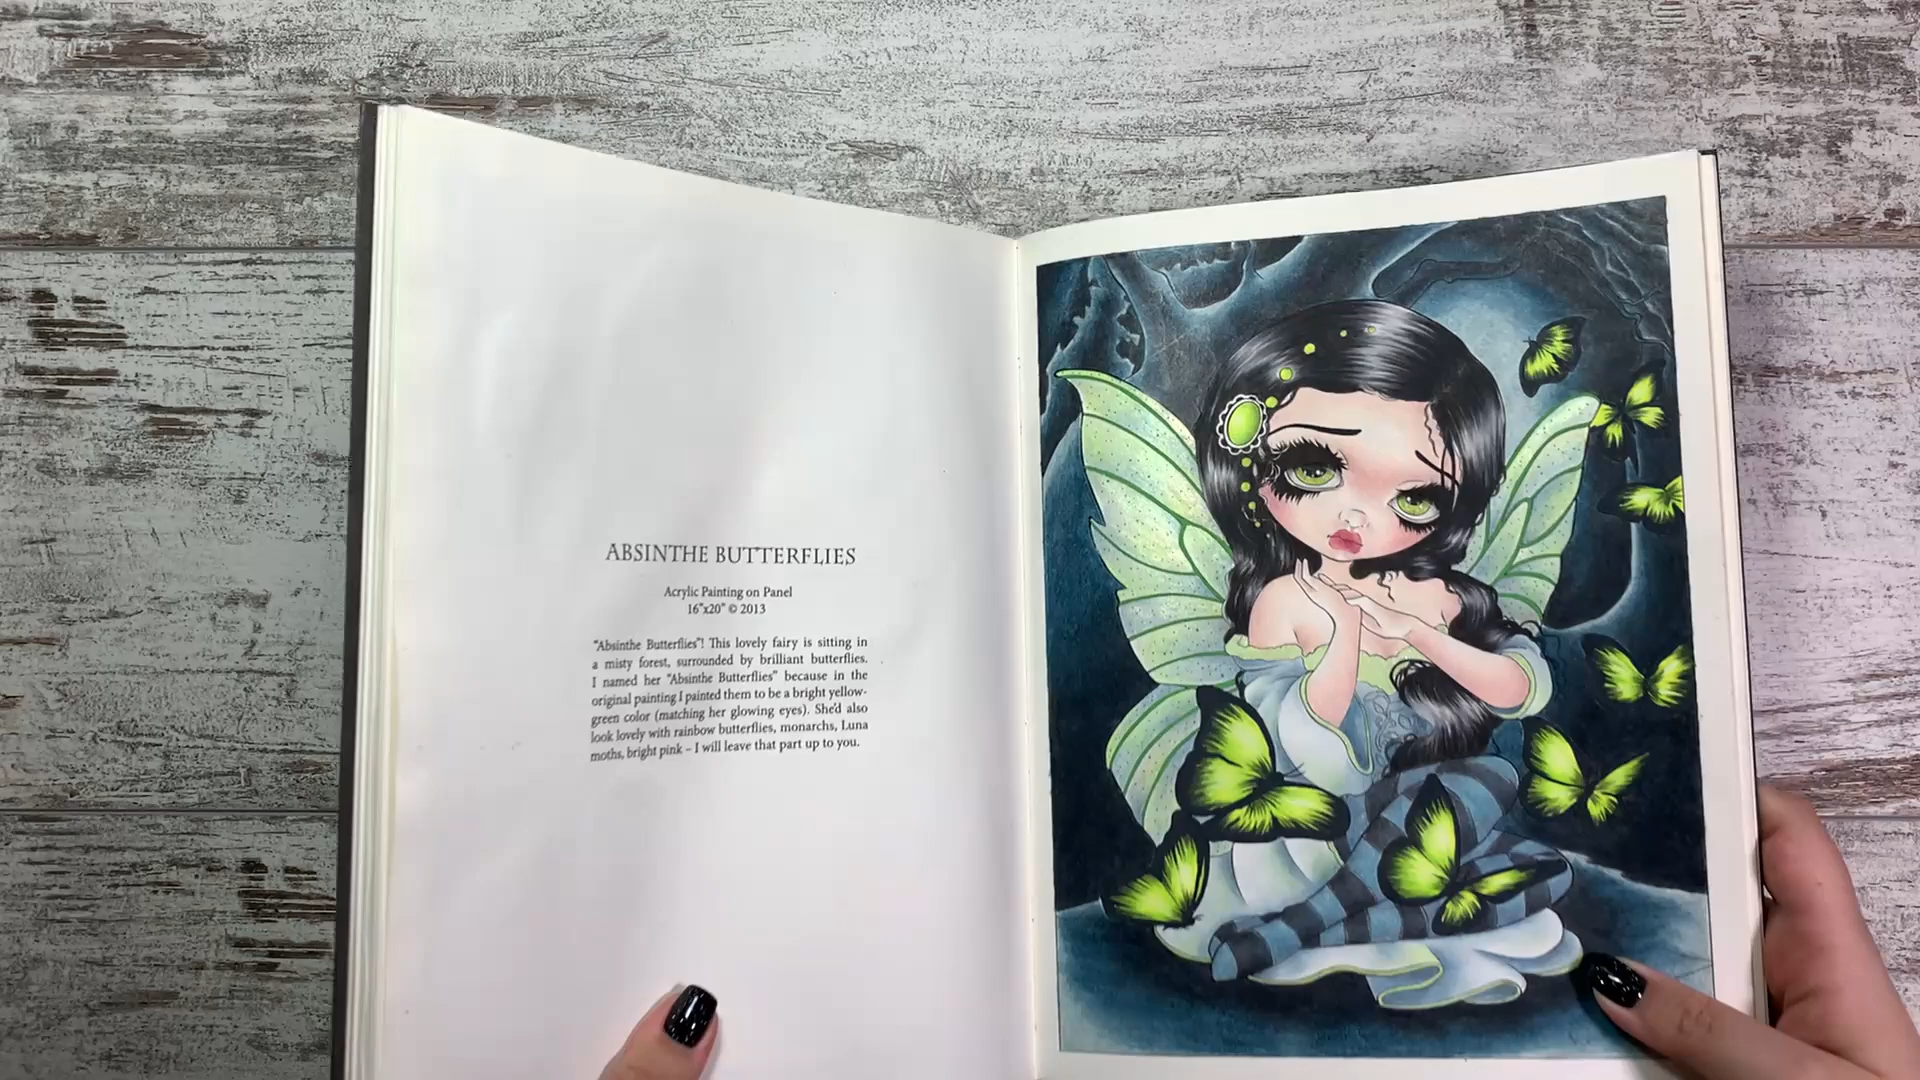 ABSINTHE BUTTERFLIES
Acrylic Painting on Panel
16"x20" © 2013
“Absinthe Butterflies”! This lovely fairy is sitting in
a misty forest, surrounded by brilliant butterflies.
I named her “Absinthe Butterflies” because in the
original painting I painted them to be a bright yellow-
green color (matching her glowing eyes). She’d also
look lovely with rainbow butterflies, monarchs, Luna
moths, bright pink – I will leave that part up to you.